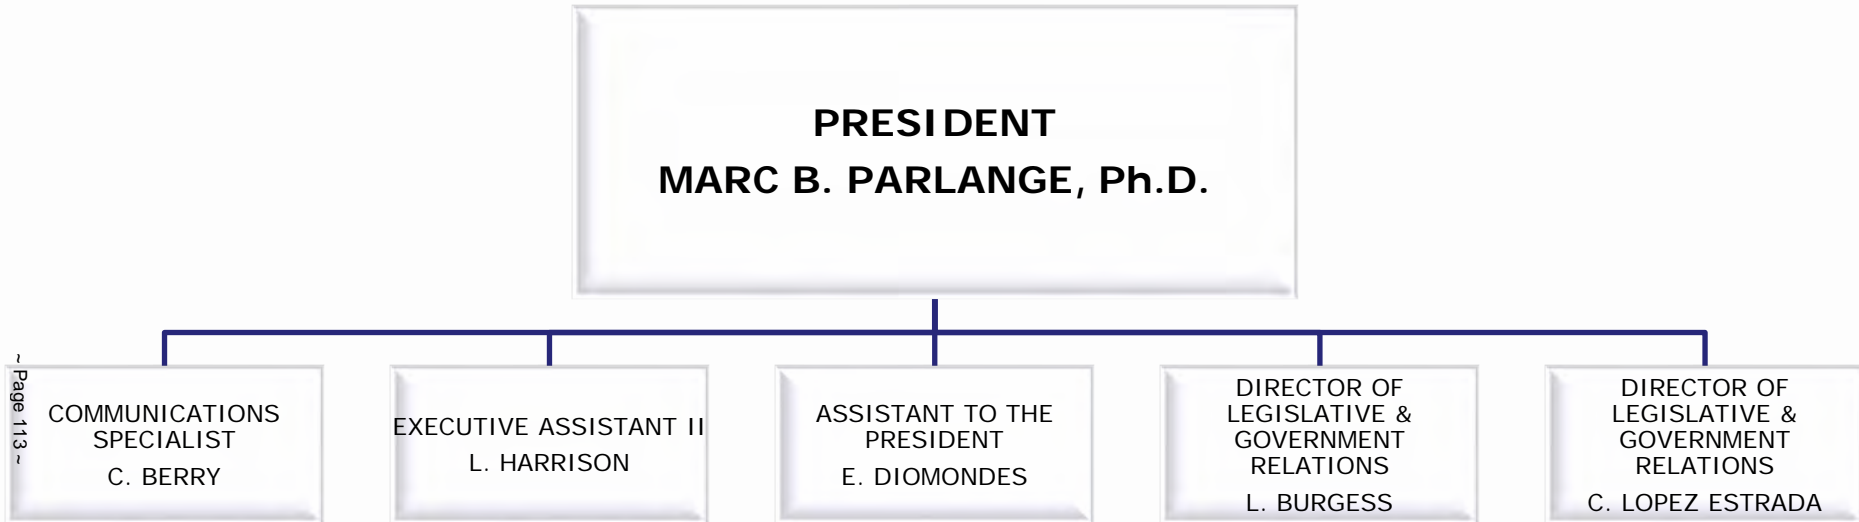 PRESIDENT
MARC B. PARLANGE, Ph.D.
~ Page 113 ~
COMMUNICATIONS
SPECIALIST
C. BERRY
EXECUTIVE ASSISTANT II
L. HARRISON
ASSISTANT TO THE
PRESIDENT
E. DIOMONDES
DIRECTOR OF
LEGISLATIVE &
GOVERNMENT
RELATIONS
L. BURGESS
DIRECTOR OF
LEGISLATIVE &
GOVERNMENT
RELATIONS
C. LOPEZ ESTRADA